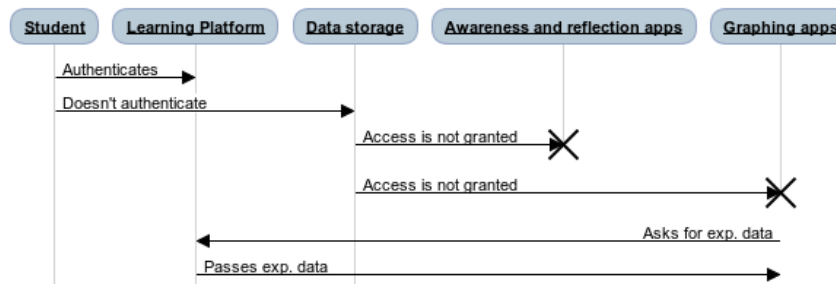 Student
Learning Platform
Data storage
Awareness and reflection apps
Graphing apps
Authenticates
Doesn't authenticate
Access is not granted
Access is not granted
Asks for exp. data
Passes exp. data